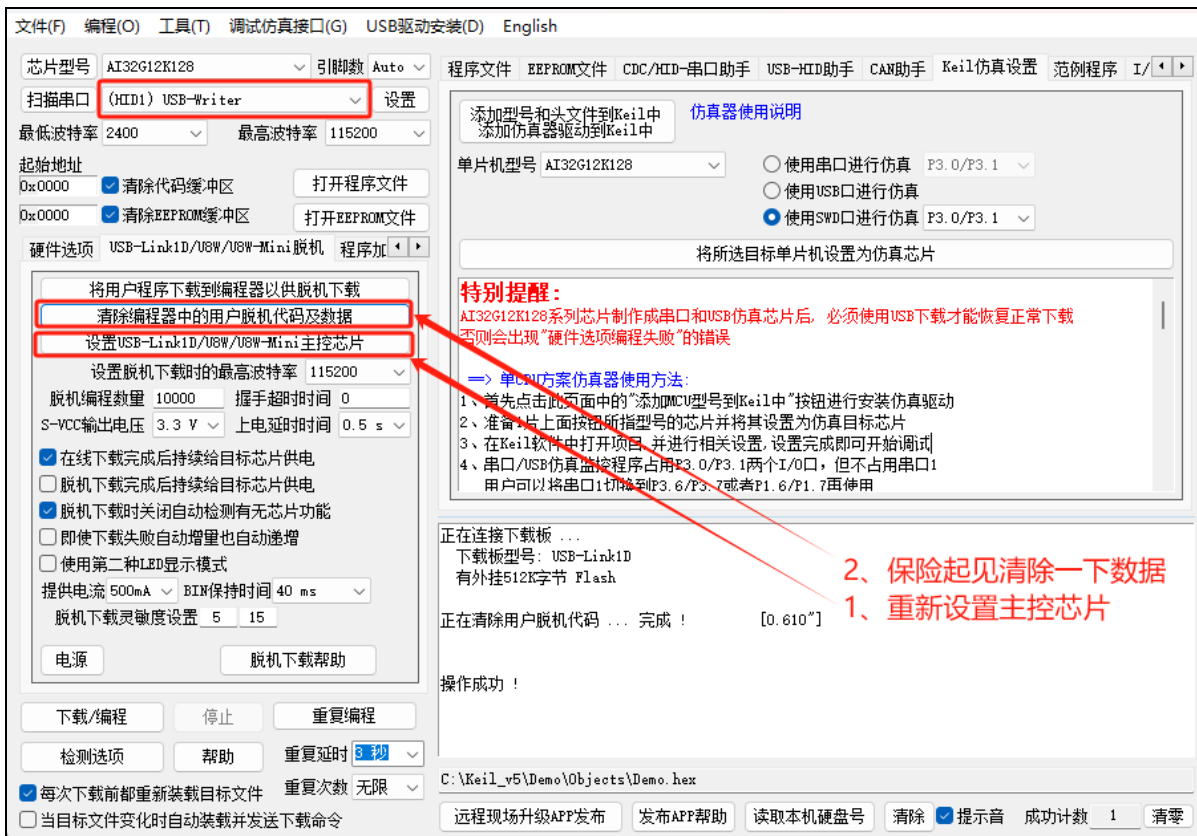 文件(F) 编程(O) 工具(T) 调试仿真接口(G) USB驱动安装(D) English
芯片型号 AI32G12K128 引脚数 Auto
扫描串口 (HID1) USB-Writer 设置
最低波特率 2400 最高波特率 115200
起始地址
0x0000 清除代码缓冲区 打开程序文件
0x0000 清除EEPROM缓冲区 打开EEPROM文件
硬件选项 USB-Link1D/U8W/U8W-Mini脱机 程序加
将用户程序下载到编程器以供脱机下载
清除编程器中的用户脱机代码及数据
设置USB-Link1D/U8W/U8W-Mini主控芯片
设置脱机下载时的最高波特率 115200
脱机编程数量 10000 握手超时时间 0
S-VCC输出电压 3.3 V 上电延时时间 0.5 s
在线下载完成后持续给目标芯片供电
脱机下载完成后持续给目标芯片供电
脱机下载时关闭自动检测有无芯片功能
即使下载失败自动增量也自动递增
使用第二种LED显示模式
提供电流 500mA BIN保持时间 40 ms
脱机下载灵敏度设置 5 15
电源 脱机下载帮助
下载/编程 停止 重复编程
检测选项 帮助 重复延时 3 秒
每次下载前都重新装载目标文件 重复次数 无限
当目标文件变化时自动装载并发送下载命令
程序文件 EEPROM文件 CDC/HID-串口助手 USB-HID助手 CAN助手 Keil仿真设置 范例程序 I/
添加型号和头文件到Keil中
添加仿真器驱动到Keil中
仿真器使用说明
单片机型号 AI32G12K128 使用串口进行仿真 P3.0/P3.1
使用USB口进行仿真
使用SWD口进行仿真 P3.0/P3.1
将所选目标单片机设置为仿真芯片
特别提醒：
AI32G12K128系列芯片制作成串口和USB仿真芯片后, 必须使用USB下载才能恢复正常下载
否则会出现"硬件选项编程失败"的错误
==> 单CPU方案仿真器使用方法:
1、首先点击此页面中的"添加MCU型号到Keil中"按钮进行安装仿真驱动
2、准备1片上面按钮所指型号的芯片并将其设置为仿真目标芯片
3、在Keil软件中打开项目,并进行相关设置,设置完成即可开始调试
4、串口/USB仿真监控程序占用P3.0/P3.1两个I/O口，但不占用串口1
用户可以将串口1切换到P3.6/P3.7或者P1.6/P1.7再使用
正在连接下载板 ...
下载板型号: USB-Link1D
有外挂512K字节 Flash
正在清除用户脱机代码 ... 完成 ! [0.610"]
操作成功 !
2、保险起见清除一下数据
1、重新设置主控芯片
C:\Keil_v5\Demo\Objects\Demo.hex
远程现场升级APP发布 发布APP帮助 读取本机硬盘号 清除 提示音 成功计数 1 清零